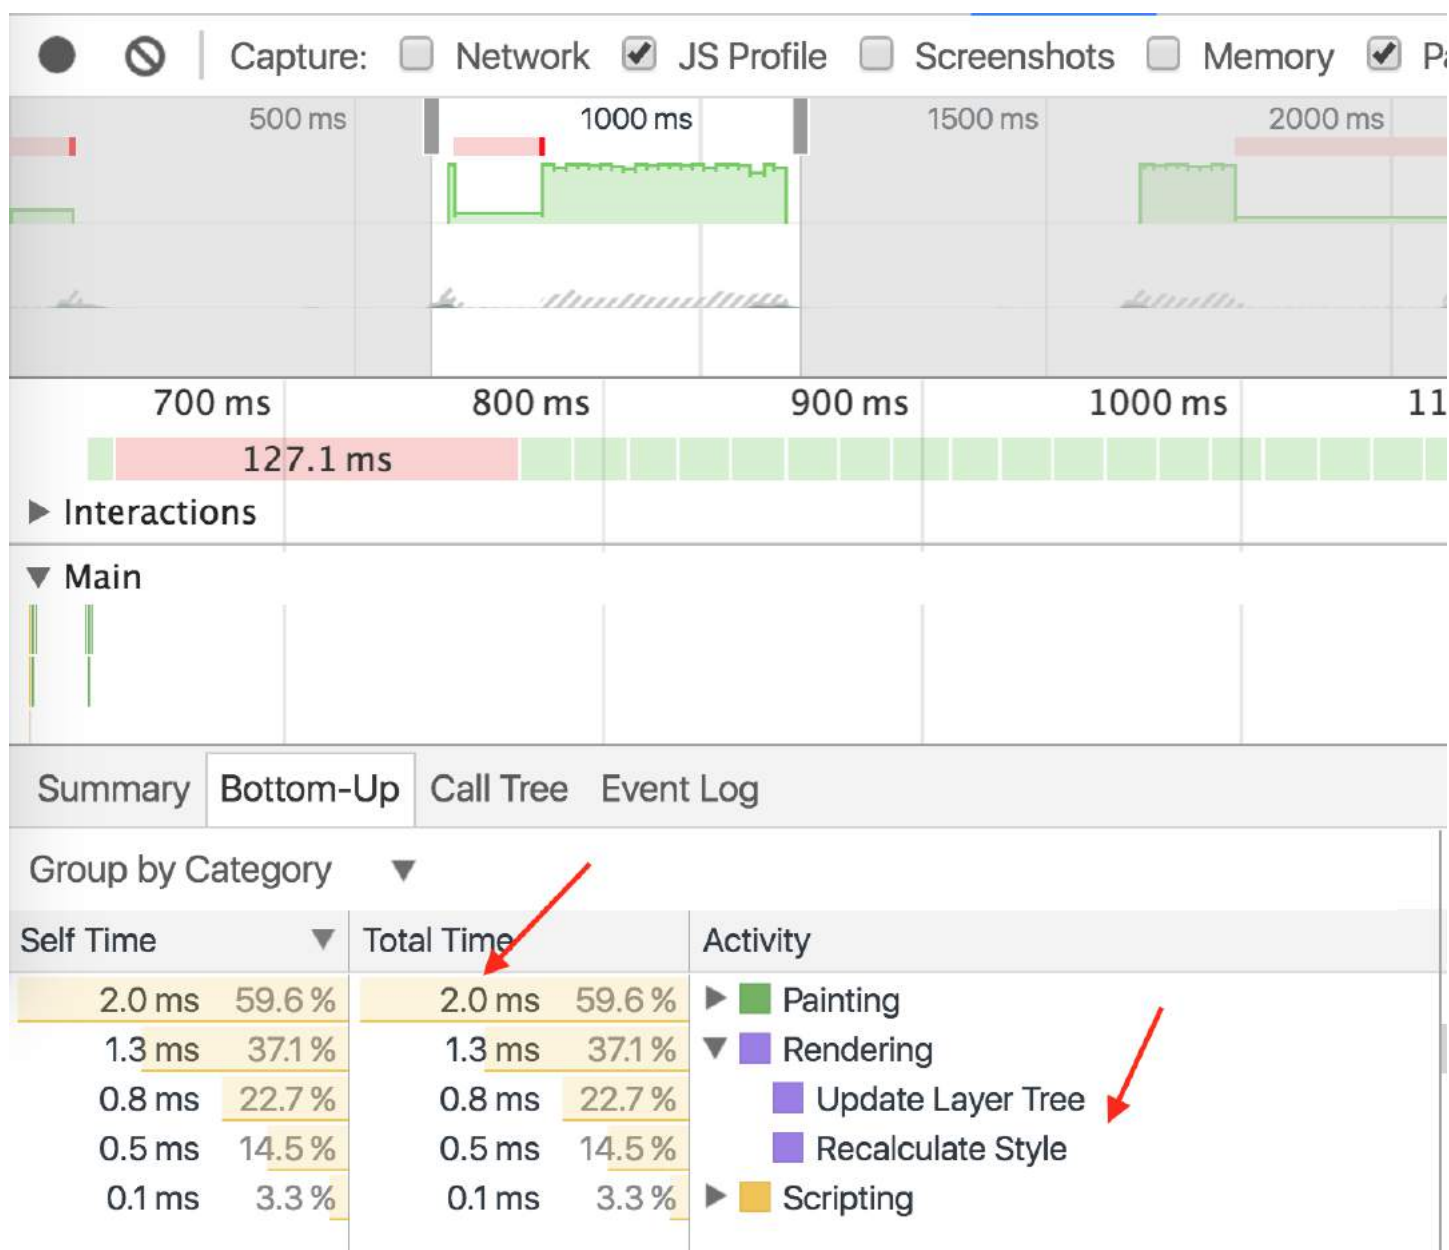 Capture: Network JS Profile Screenshots Memory
500 ms 1000 ms 1500 ms 2000 ms
700 ms 800 ms 900 ms 1000 ms 11
127.1 ms
Interactions
Main
Summary Bottom-Up Call Tree Event Log
Group by Category
Self Time Total Time Activity
2.0 ms 59.6 % 2.0 ms 59.6 % Painting
1.3 ms 37.1 % 1.3 ms 37.1 % Rendering
0.8 ms 22.7 % 0.8 ms 22.7 % Update Layer Tree
0.5 ms 14.5 % 0.5 ms 14.5 % Recalculate Style
0.1 ms 3.3 % 0.1 ms 3.3 % Scripting